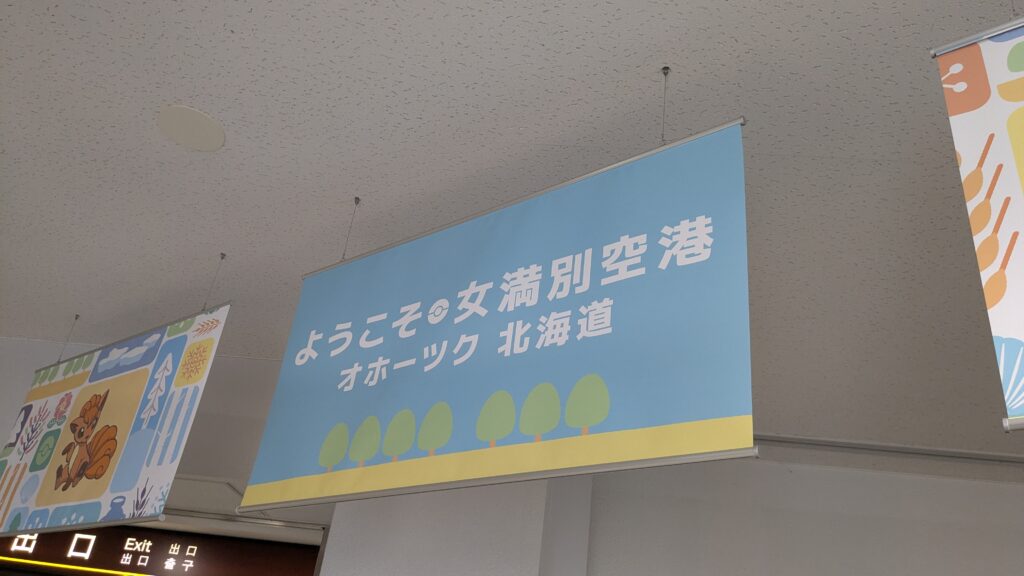 ようこそ女満別空港
オホーツク 北海道
出口
Exit 出口
出口 출구